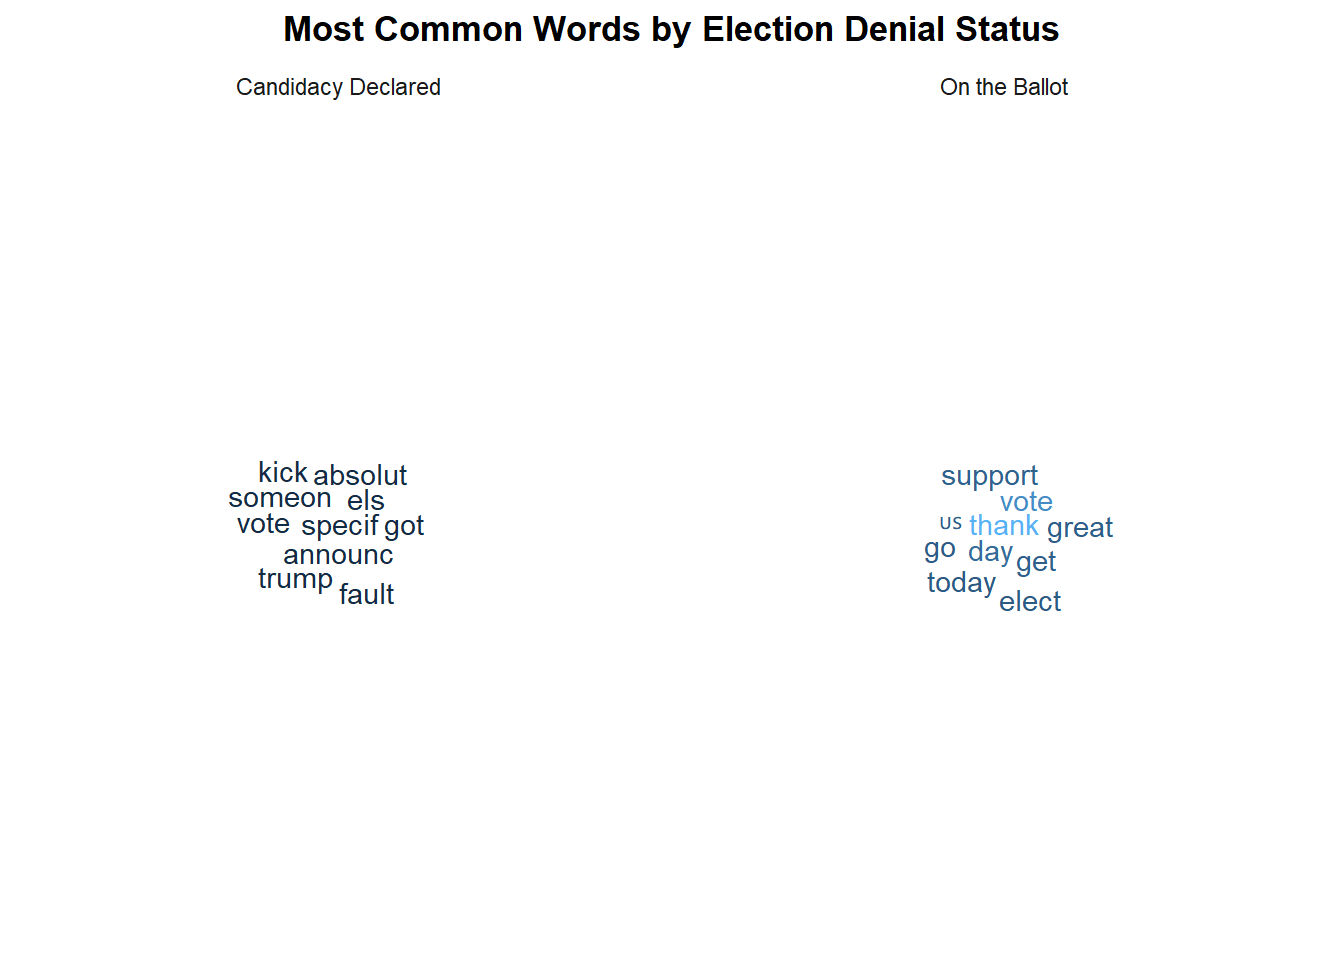 Most Common Words by Election Denial Status
Candidacy Declared
On the Ballot
kick absolut
someon els
vote specif got
announc
trump
fault
support
vote
us thank great
go day get
today
elect